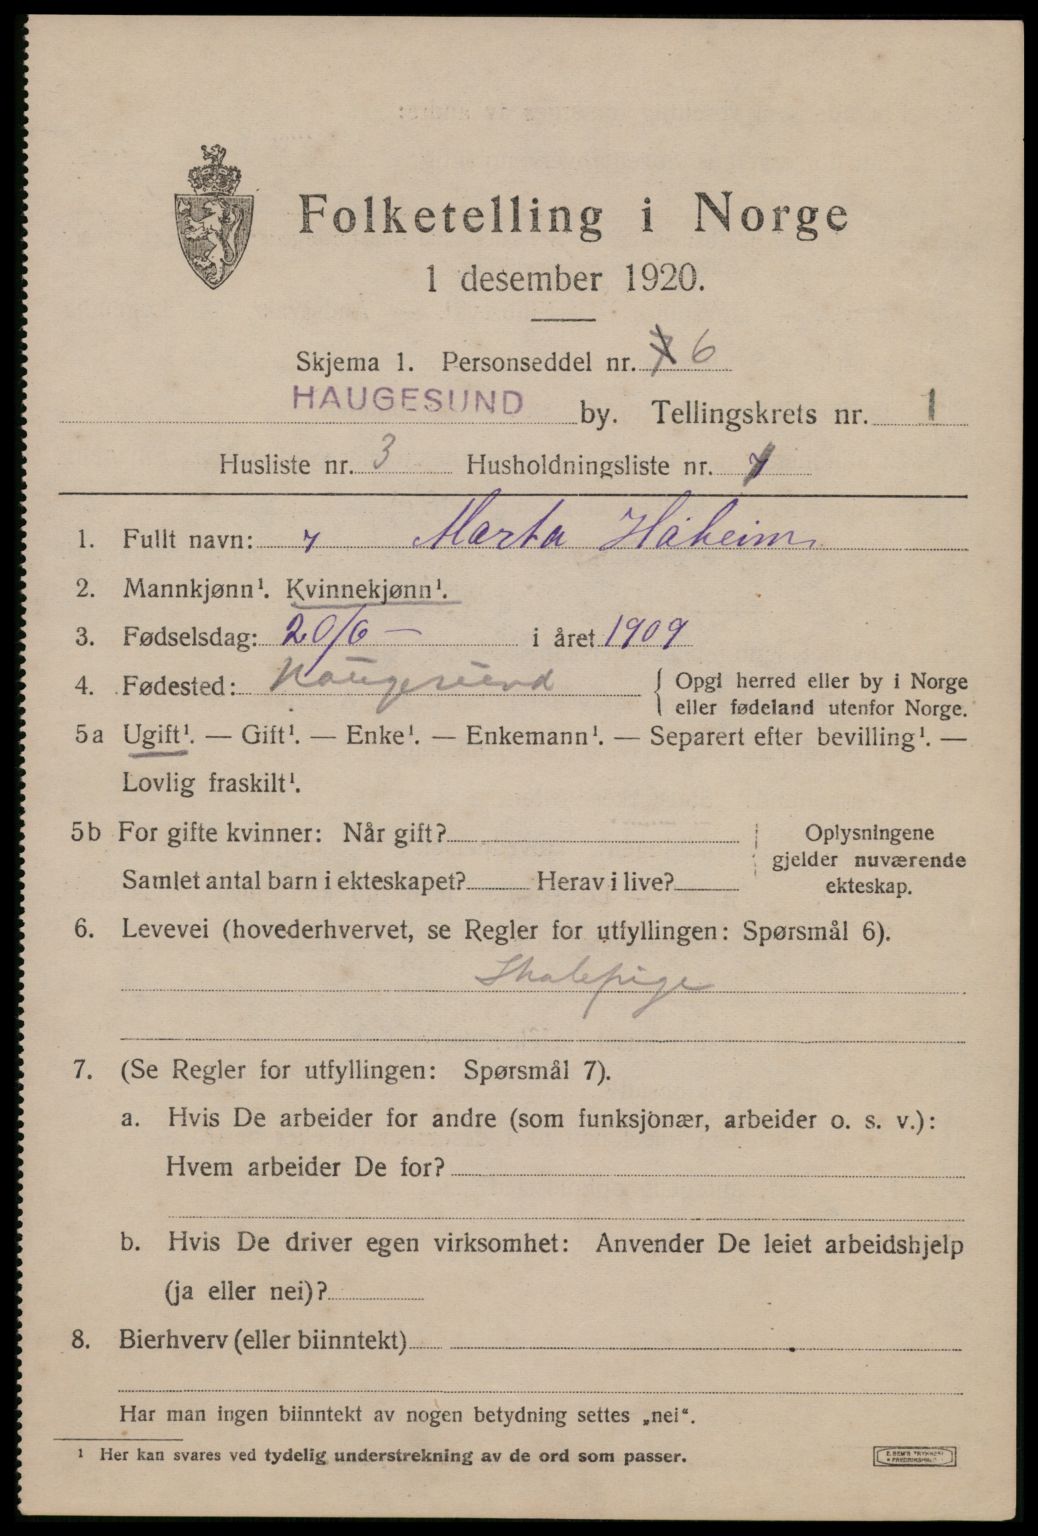 Folketelling i Norge
1 desember 1920.
Skjema 1. Personseddel nr. 6
HAUGESUND by. Tellingskrets nr. 1
Husliste nr. 3 Husholdningsliste nr.
1. Fullt navn: Marta Håheim
2. Mannkjønn¹. Kvinnekjønn¹.
3. Fødselsdag: 20/6 — i året 1909
4. Fødested: Haugesund { Opgi herred eller by i Norge
eller fødeland utenfor Norge.
5a Ugift¹. — Gift¹. — Enke¹. — Enkemann¹. — Separert efter bevilling¹. —
Lovlig fraskilt¹.
5b For gifte kvinner: Når gift? Oplysningene
gjelder nuværende
Samlet antal barn i ekteskapet? Herav i live? ekteskap.
6. Levevei (hovederhvervet, se Regler for utfyllingen: Spørsmål 6).
Skolepige
7. (Se Regler for utfyllingen: Spørsmål 7).
a. Hvis De arbeider for andre (som funksjonær, arbeider o. s. v.):
Hvem arbeider De for?
b. Hvis De driver egen virksomhet: Anvender De leiet arbeidshjelp
(ja eller nei)?
8. Bierhverv (eller biinntekt)
Har man ingen biinntekt av nogen betydning settes „nei“.
¹ Her kan svares ved tydelig understrekning av de ord som passer.